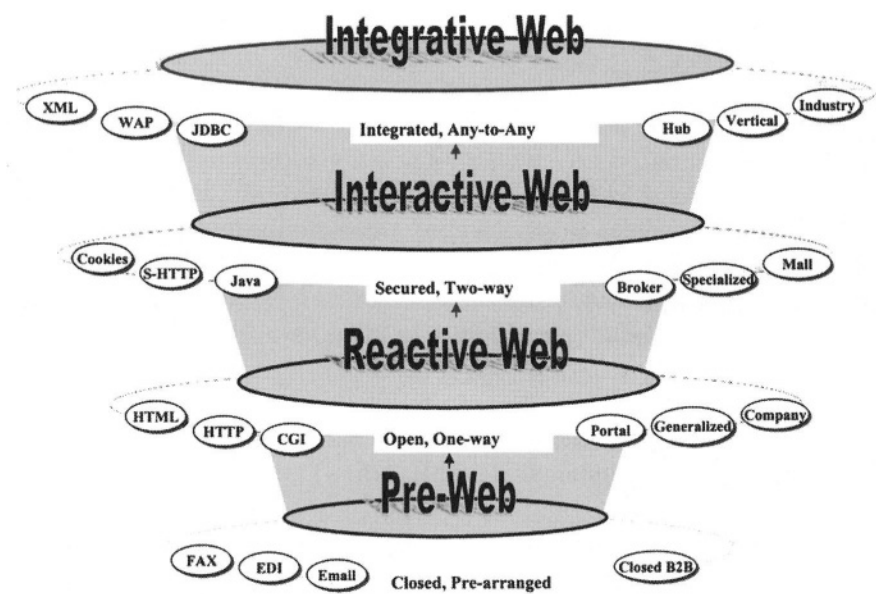 Integrative Web
XML
WAP
JDBC
Integrated, Any-to-Any
Hub
Vertical
Industry
Interactive Web
Cookies
S-HTTP
Java
Secured, Two-way
Broker
Specialized
Mall
Reactive Web
HTML
HTTP
CGI
Open, One-way
Portal
Generalized
Company
Pre-Web
FAX
EDI
Email
Closed, Pre-arranged
Closed B2B